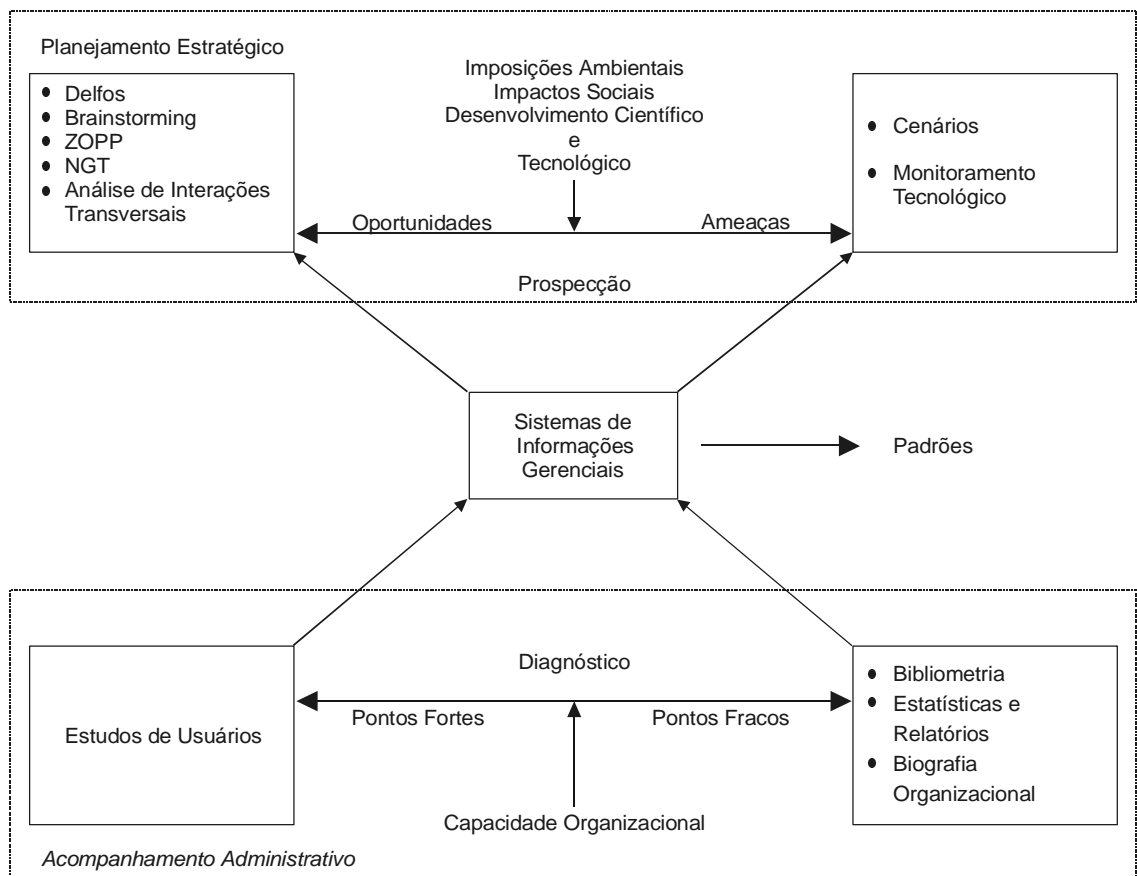 Planejamento Estratégico
Delfos
Brainstorming
ZOPP
NGT
Análise de Interações
Transversais
Imposições Ambientais
Impactos Sociais
Desenvolvimento Científico
e
Tecnológico
Oportunidades
Ameaças
Prospecção
Cenários
Monitoramento
Tecnológico
Sistemas de
Informações
Gerenciais
Padrões
Estudos de Usuários
Diagnóstico
Pontos Fortes
Pontos Fracos
Capacidade Organizacional
Bibliometria
Estatísticas e
Relatórios
Biografia
Organizacional
Acompanhamento Administrativo